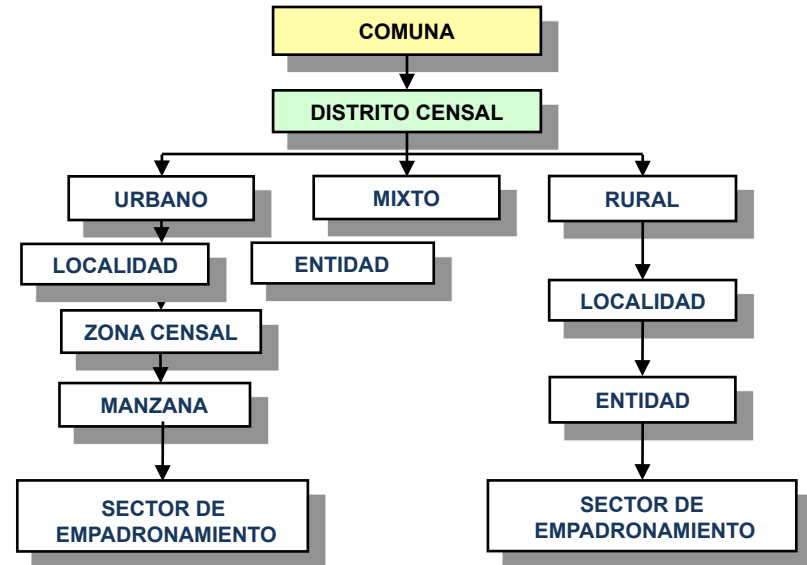 COMUNA
DISTRITO CENSAL
URBANO
MIXTO
RURAL
LOCALIDAD
ENTIDAD
LOCALIDAD
ZONA CENSAL
MANZANA
ENTIDAD
SECTOR DE
EMPADRONAMIENTO
SECTOR DE
EMPADRONAMIENTO